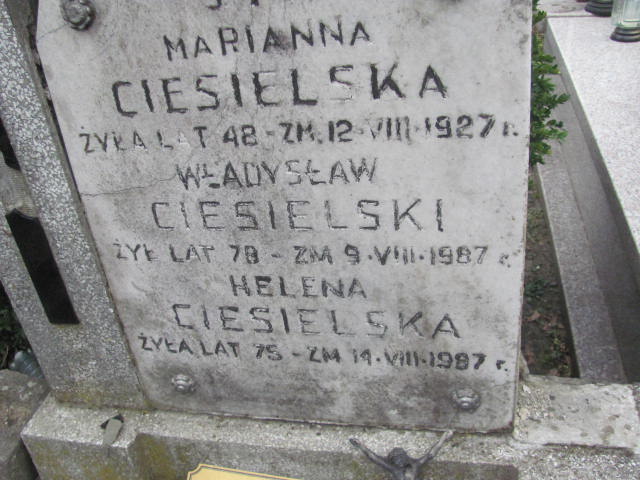 MARIANNA
CIESIELSKA
ŻYŁA LAT 48 - ZM. 12 · VIII · 1927 r.
WŁADYSŁAW
CIESIELSKI
ŻYŁ LAT 78 - ZM 9 · VIII · 1987 r.
HELENA
CIESIELSKA
ŻYŁA LAT 75 - ZM 14 · VIII · 1987 r.